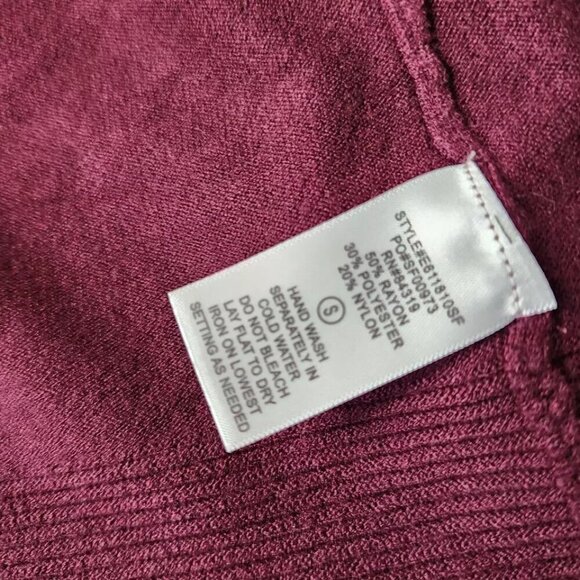 STYLE#E611810SF
PO#SF00973
RN#64319
50% RAYON
30% POLYESTER
20% NYLON
S
HAND WASH
SEPARATELY IN
COLD WATER
DO NOT BLEACH
LAY FLAT TO DRY
IRON ON LOWEST
SETTING AS NEEDED